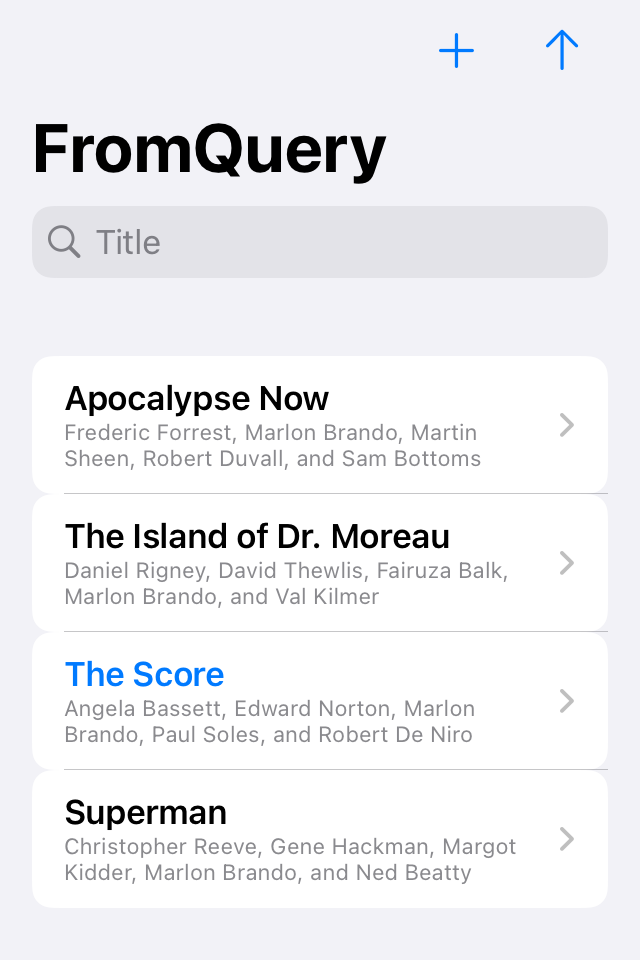 FromQuery
Title
Apocalypse Now
Frederic Forrest, Marlon Brando, Martin
Sheen, Robert Duvall, and Sam Bottoms
The Island of Dr. Moreau
Daniel Rigney, David Thewlis, Fairuza Balk,
Marlon Brando, and Val Kilmer
The Score
Angela Bassett, Edward Norton, Marlon
Brando, Paul Soles, and Robert De Niro
Superman
Christopher Reeve, Gene Hackman, Margot
Kidder, Marlon Brando, and Ned Beatty